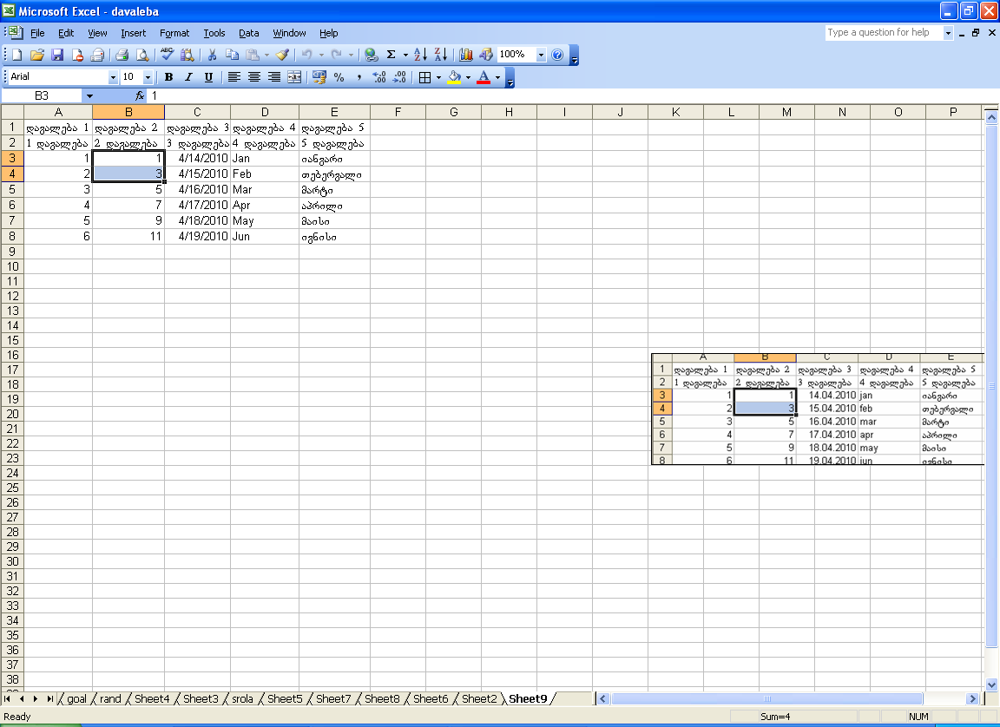 Microsoft Excel - davaleba
File Edit View Insert Format Tools Data Window Help Type a question for help
100%
Arial 10 B I U % ,
B3 fx 1
A B C D E F G H I J K L M N O P
1 დავალება 1 დავალება 2 დავალება 3 დავალება 4 დავალება 5
2 1 დავალება 2 დავალება 3 დავალება 4 დავალება 5 დავალება
3 1 1 4/14/2010 Jan იანვარი
4 2 3 4/15/2010 Feb თებერვალი
5 3 5 4/16/2010 Mar მარტი
6 4 7 4/17/2010 Apr აპრილი
7 5 9 4/18/2010 May მაისი
8 6 11 4/19/2010 Jun ივნისი
9
10
11
12
13
14
15
16
17
18
19
20
21
22
23
24
25
26
27
28
29
30
31
32
33
34
35
36
37
38
A B C D E
1 დავალება 1 დავალება 2 დავალება 3 დავალება 4 დავალება 5
2 1 დავალება 2 დავალება 3 დავალება 4 დავალება 5 დავალება
3 1 1 14.04.2010 jan იანვარი
4 2 3 15.04.2010 feb თებერვალი
5 3 5 16.04.2010 mar მარტი
6 4 7 17.04.2010 apr აპრილი
7 5 9 18.04.2010 may მაისი
8 6 11 19.04.2010 jun ივნისი
goal rand Sheet4 Sheet3 srola Sheet5 Sheet7 Sheet8 Sheet6 Sheet2 Sheet9
Ready Sum=4 NUM